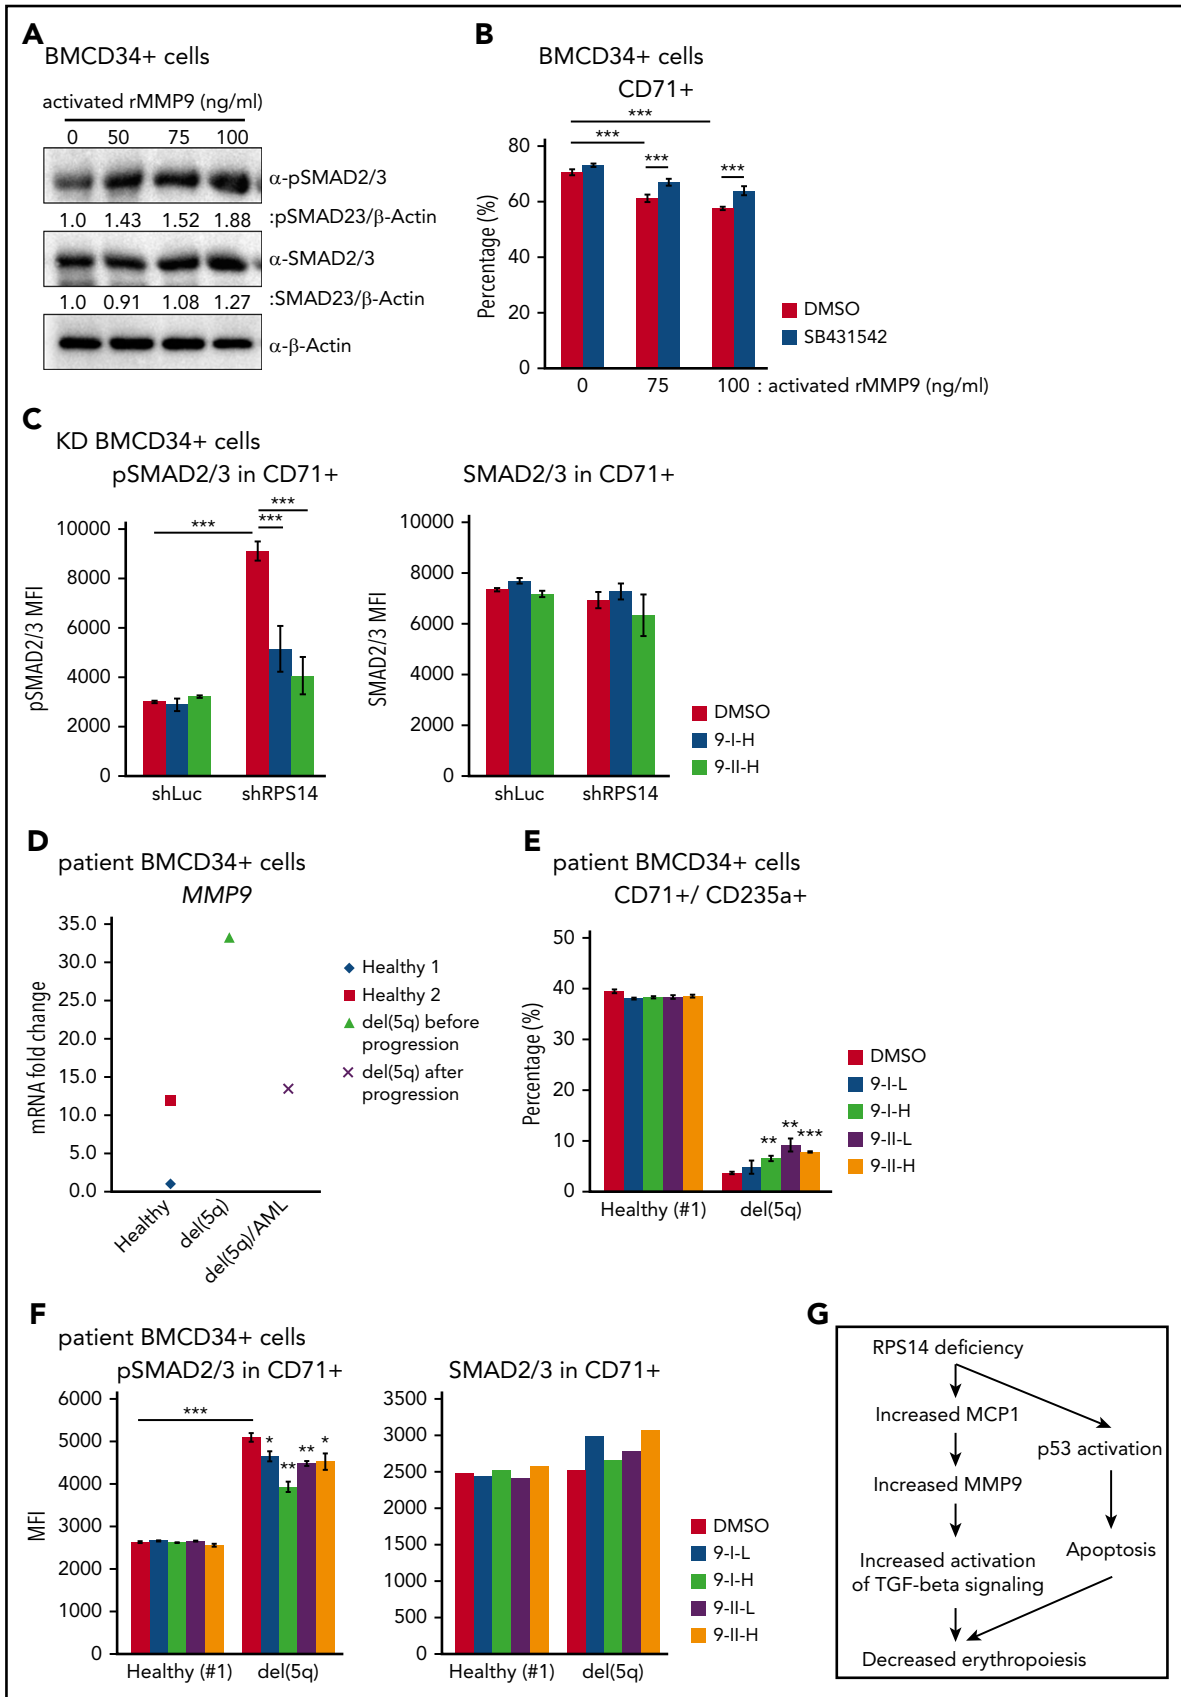 A
BMCD34+ cells
activated rMMP9 (ng/ml)
0 50 75 100
α-pSMAD2/3
1.0 1.43 1.52 1.88 :pSMAD23/β-Actin
α-SMAD2/3
1.0 0.91 1.08 1.27 :SMAD23/β-Actin
α-β-Actin
B
BMCD34+ cells
CD71+
***
***
*** ***
80
60
40
20
0
Percentage (%)
0 75 100 : activated rMMP9 (ng/ml)
DMSO
SB431542
C
KD BMCD34+ cells
pSMAD2/3 in CD71+
***
*** ***
10000
8000
6000
4000
2000
0
pSMAD2/3 MFI
shLuc shRPS14
SMAD2/3 in CD71+
10000
8000
6000
4000
2000
0
SMAD2/3 MFI
shLuc shRPS14
DMSO
9-I-H
9-II-H
D
patient BMCD34+ cells
MMP9
35.0
30.0
25.0
20.0
15.0
10.0
5.0
0.0
mRNA fold change
Healthy
del(5q)
del(5q)/AML
Healthy 1
Healthy 2
del(5q) before
progression
del(5q) after
progression
E
patient BMCD34+ cells
CD71+/ CD235a+
50
40
30
20
10
0
Percentage (%)
** ** ***
Healthy (#1) del(5q)
DMSO
9-I-L
9-I-H
9-II-L
9-II-H
F
patient BMCD34+ cells
pSMAD2/3 in CD71+
6000
5000
4000
3000
2000
1000
0
MFI
***
* ** ** *
Healthy (#1) del(5q)
SMAD2/3 in CD71+
3500
3000
2500
2000
1500
1000
500
0
Healthy (#1) del(5q)
DMSO
9-I-L
9-I-H
9-II-L
9-II-H
G
RPS14 deficiency
Increased MCP1
p53 activation
Increased MMP9
Apoptosis
Increased activation
of TGF-beta signaling
Decreased erythropoiesis